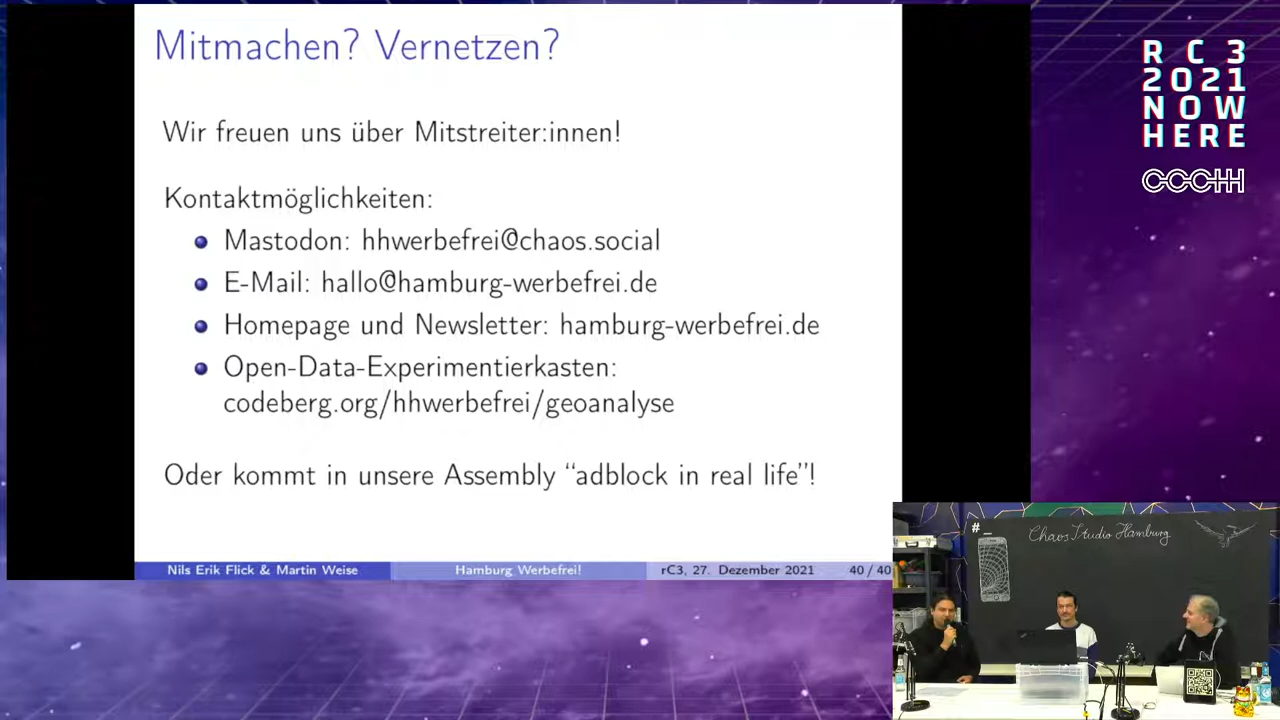 Mitmachen? Vernetzen?
Wir freuen uns über Mitstreiter:innen!
Kontaktmöglichkeiten:
Mastodon: hhwerbefrei@chaos.social
E-Mail: hallo@hamburg-werbefrei.de
Homepage und Newsletter: hamburg-werbefrei.de
Open-Data-Experimentierkasten:
codeberg.org/hhwerbefrei/geoanalyse
Oder kommt in unsere Assembly “adblock in real life”!
Nils Erik Flick & Martin Weise
Hamburg Werbefrei!
rC3, 27. Dezember 2021
40 / 40
RC3
2021
NOW
HERE
CCCHH
#_
Chaos Studio Hamburg